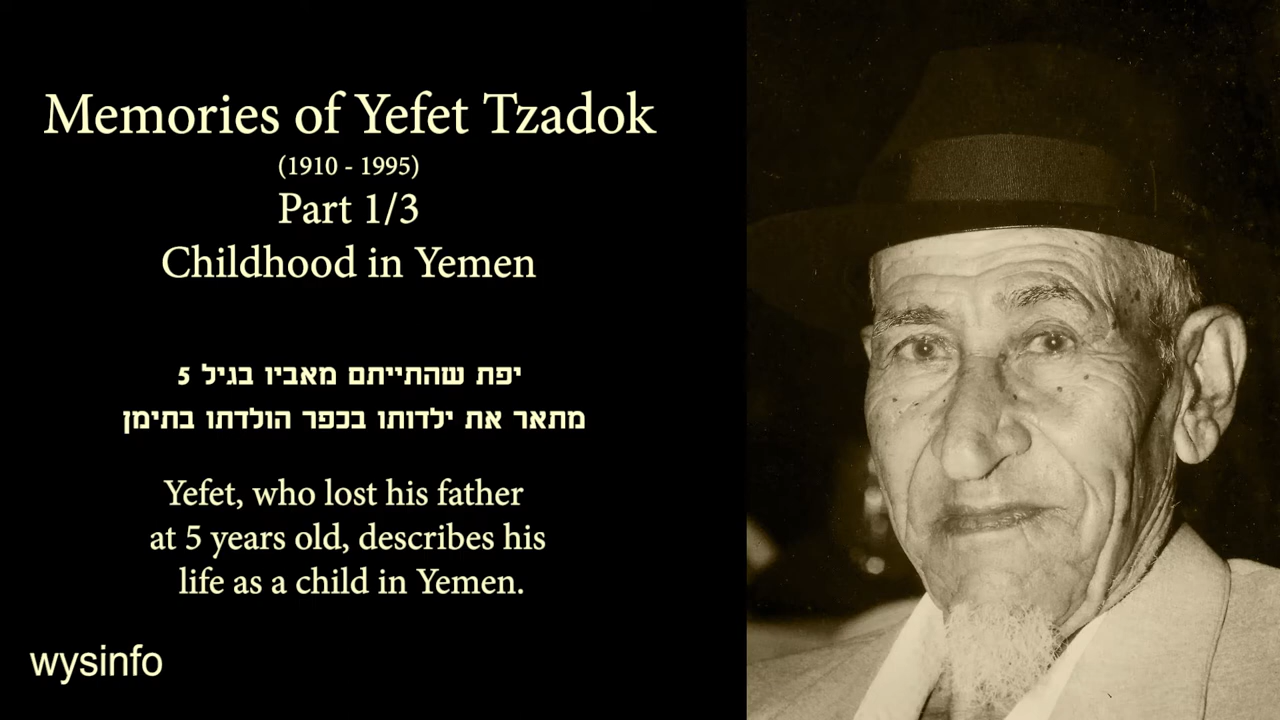 Memories of Yefet Tzadok
(1910 - 1995)
Part 1/3
Childhood in Yemen
יפת שהתייתם מאביו בגיל 5
מתאר את ילדותו בכפר הולדתו בתימן
Yefet, who lost his father
at 5 years old, describes his
life as a child in Yemen.
wysinfo